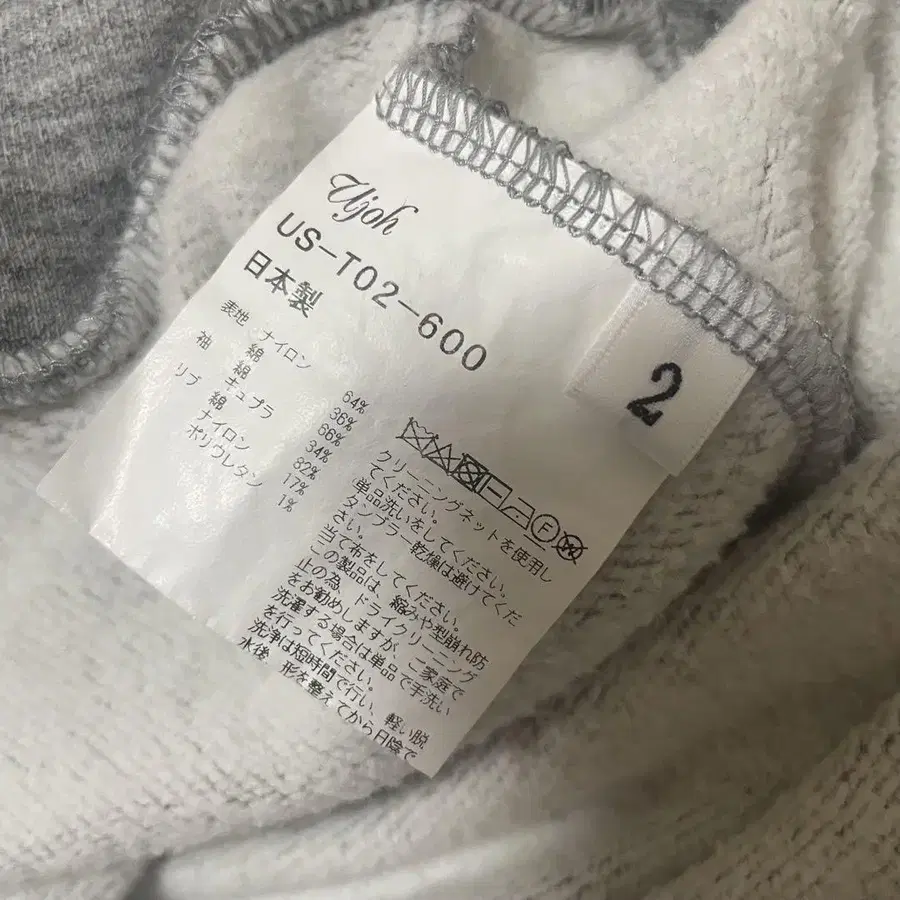 Ujoh
US-T02-600
日本製
表地 ナイロン 64%
綿 36%
袖 綿 66%
キュプラ 34%
リブ 綿 82%
ナイロン 17%
ポリウレタン 1%
F W
クリーニングネットを使用し
てください。
単品洗いをしてください。
タンブラー乾燥は避けてくだ
さい。
当て布をしてください。
この製品は、縮みや型崩れ防
止の為、ドライクリーニング
をお勧めしますが、ご家庭で
洗濯する場合は単品で手洗い
を行ってください。
洗浄は短時間で行い、軽い脱
水後、形を整えてから日陰で
2